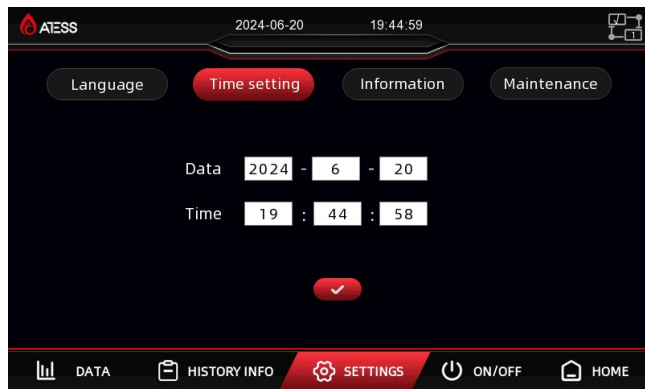 ATESS 2024-06-20 19:44:59
1
Language Time setting Information Maintenance
Data 2024 - 6 - 20
Time 19 : 44 : 58
DATA HISTORY INFO SETTINGS ON/OFF HOME